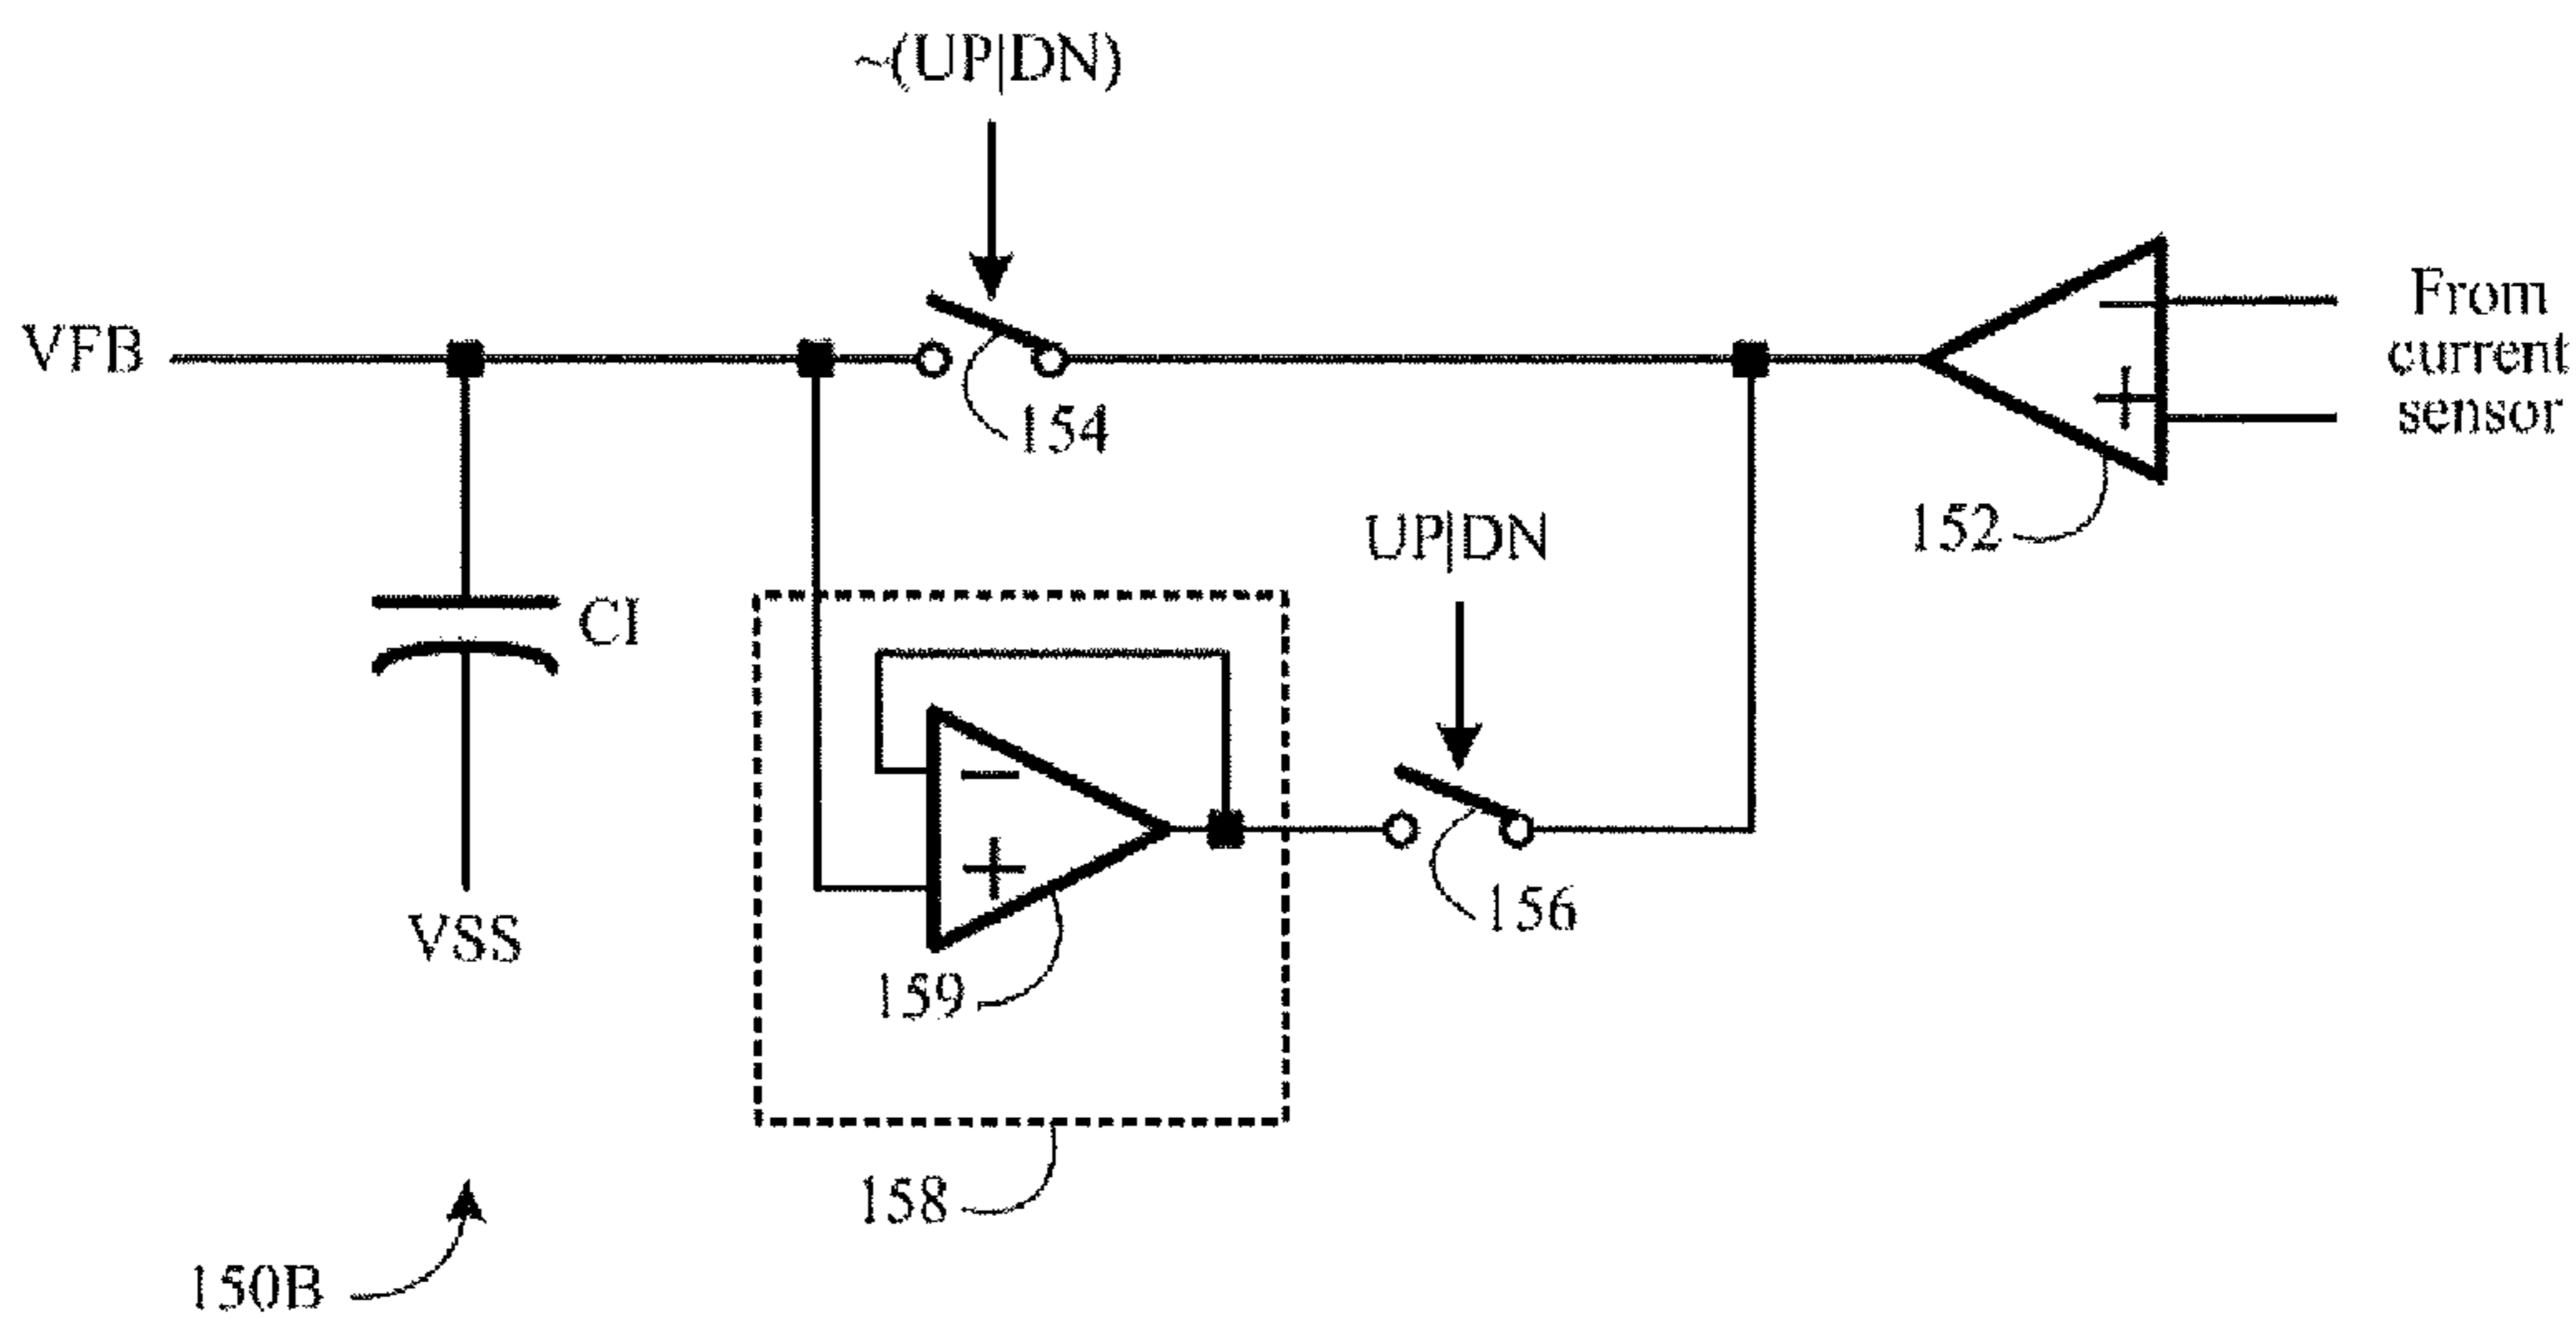 ~(UP|DN)
VFB
From
current
sensor
154
152
UP|DN
CI
−
+
−
+
156
VSS
159
158
150B